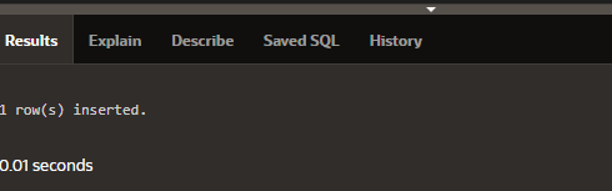 Results Explain Describe Saved SQL History
1 row(s) inserted.
0.01 seconds